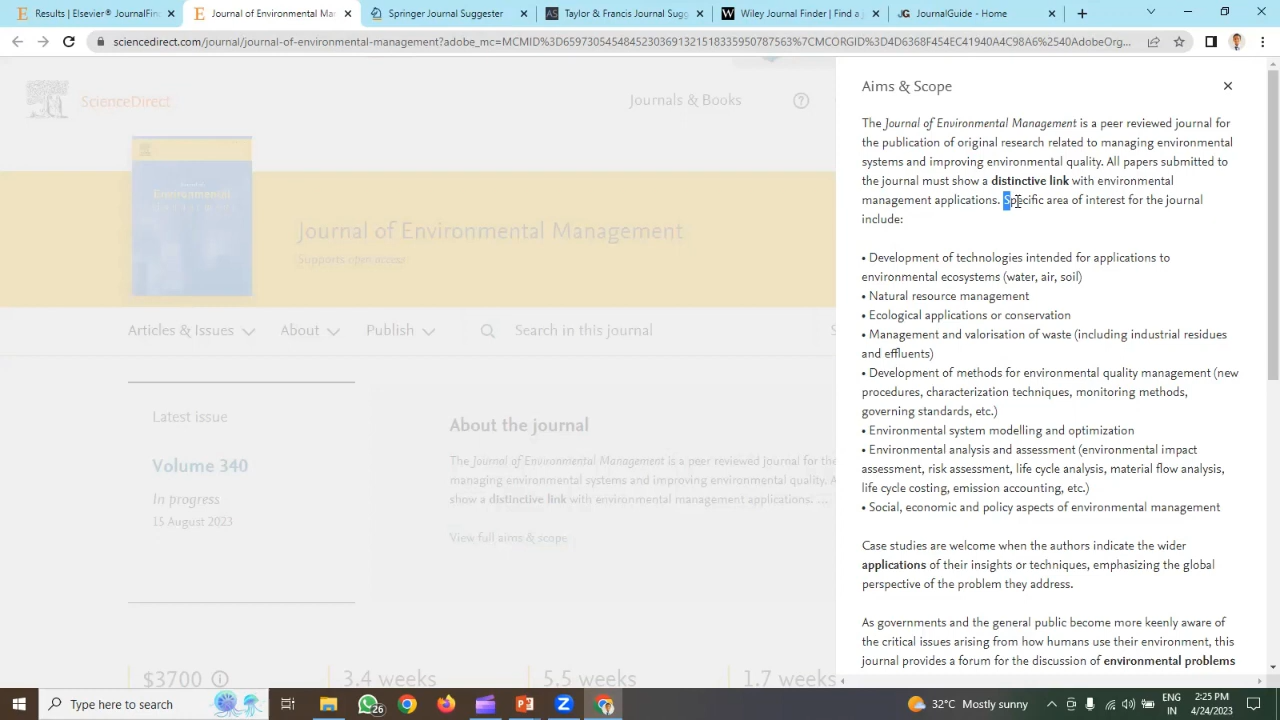 Results | Elsevier® JournalFin
Journal of Environmental Ma
Springer Journal Suggester
Taylor & Francis Journal Sugg
Wiley Journal Finder | Find a j
JournalGuide - Home
sciencedirect.com/journal/journal-of-environmental-management?adobe_mc=MCMID%3D65973054548452303691321518335950787563%7CMCORGID%3D4D6368F454EC41940A4C98A6%2540AdobeOrg...
ScienceDirect
Journals & Books
Journal of Environmental Management
Supports open access
Articles & Issues
About
Publish
Search in this journal
Latest issue
Volume 340
In progress
15 August 2023
About the journal
The Journal of Environmental Management is a peer reviewed journal for the
managing environmental systems and improving environmental quality. A
show a distinctive link with environmental management applications. ...
View full aims & scope
$3700
3.4 weeks
5.5 weeks
1.7 weeks
Aims & Scope
The Journal of Environmental Management is a peer reviewed journal for
the publication of original research related to managing environmental
systems and improving environmental quality. All papers submitted to
the journal must show a distinctive link with environmental
management applications. Specific area of interest for the journal
include:
• Development of technologies intended for applications to
environmental ecosystems (water, air, soil)
• Natural resource management
• Ecological applications or conservation
• Management and valorisation of waste (including industrial residues
and effluents)
• Development of methods for environmental quality management (new
procedures, characterization techniques, monitoring methods,
governing standards, etc.)
• Environmental system modelling and optimization
• Environmental analysis and assessment (environmental impact
assessment, risk assessment, life cycle analysis, material flow analysis,
life cycle costing, emission accounting, etc.)
• Social, economic and policy aspects of environmental management
Case studies are welcome when the authors indicate the wider
applications of their insights or techniques, emphasizing the global
perspective of the problem they address.
As governments and the general public become more keenly aware of
the critical issues arising from how humans use their environment, this
journal provides a forum for the discussion of environmental problems
Type here to search
26
32°C Mostly sunny
ENG
IN
2:25 PM
4/24/2023